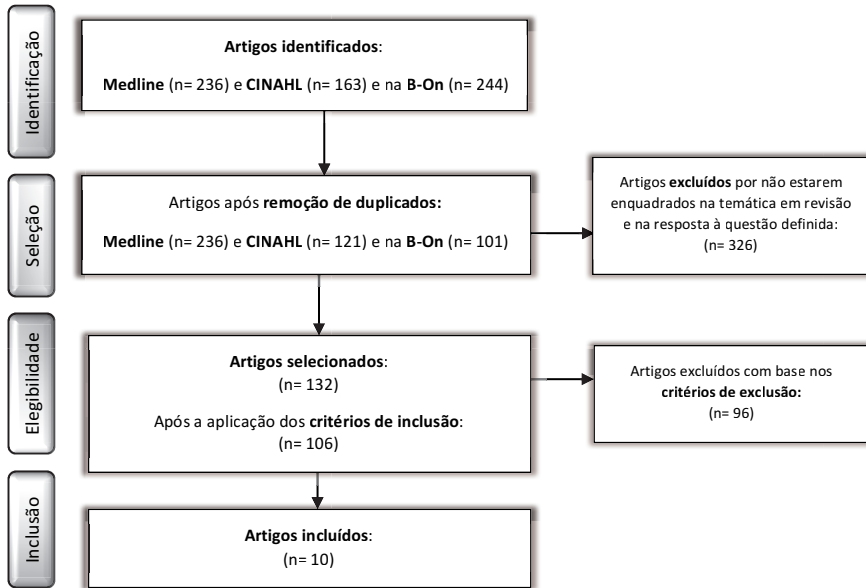 Identificação
Artigos identificados:
Medline (n= 236) e CINAHL (n= 163) e na B-On (n= 244)
Seleção
Artigos após remoção de duplicados:
Medline (n= 236) e CINAHL (n= 121) e na B-On (n= 101)
Artigos excluídos por não estarem
enquadrados na temática em revisão
e na resposta à questão definida:
(n= 326)
Elegibilidade
Artigos selecionados:
(n= 132)
Após a aplicação dos critérios de inclusão:
(n= 106)
Artigos excluídos com base nos
critérios de exclusão:
(n= 96)
Inclusão
Artigos incluídos:
(n= 10)